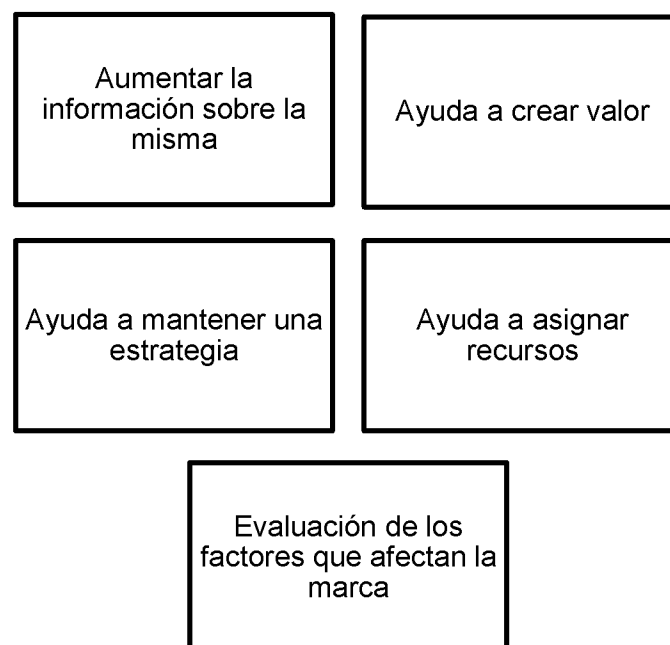 Aumentar la
información sobre la
misma
Ayuda a crear valor
Ayuda a mantener una
estrategia
Ayuda a asignar
recursos
Evaluación de los
factores que afectan la
marca